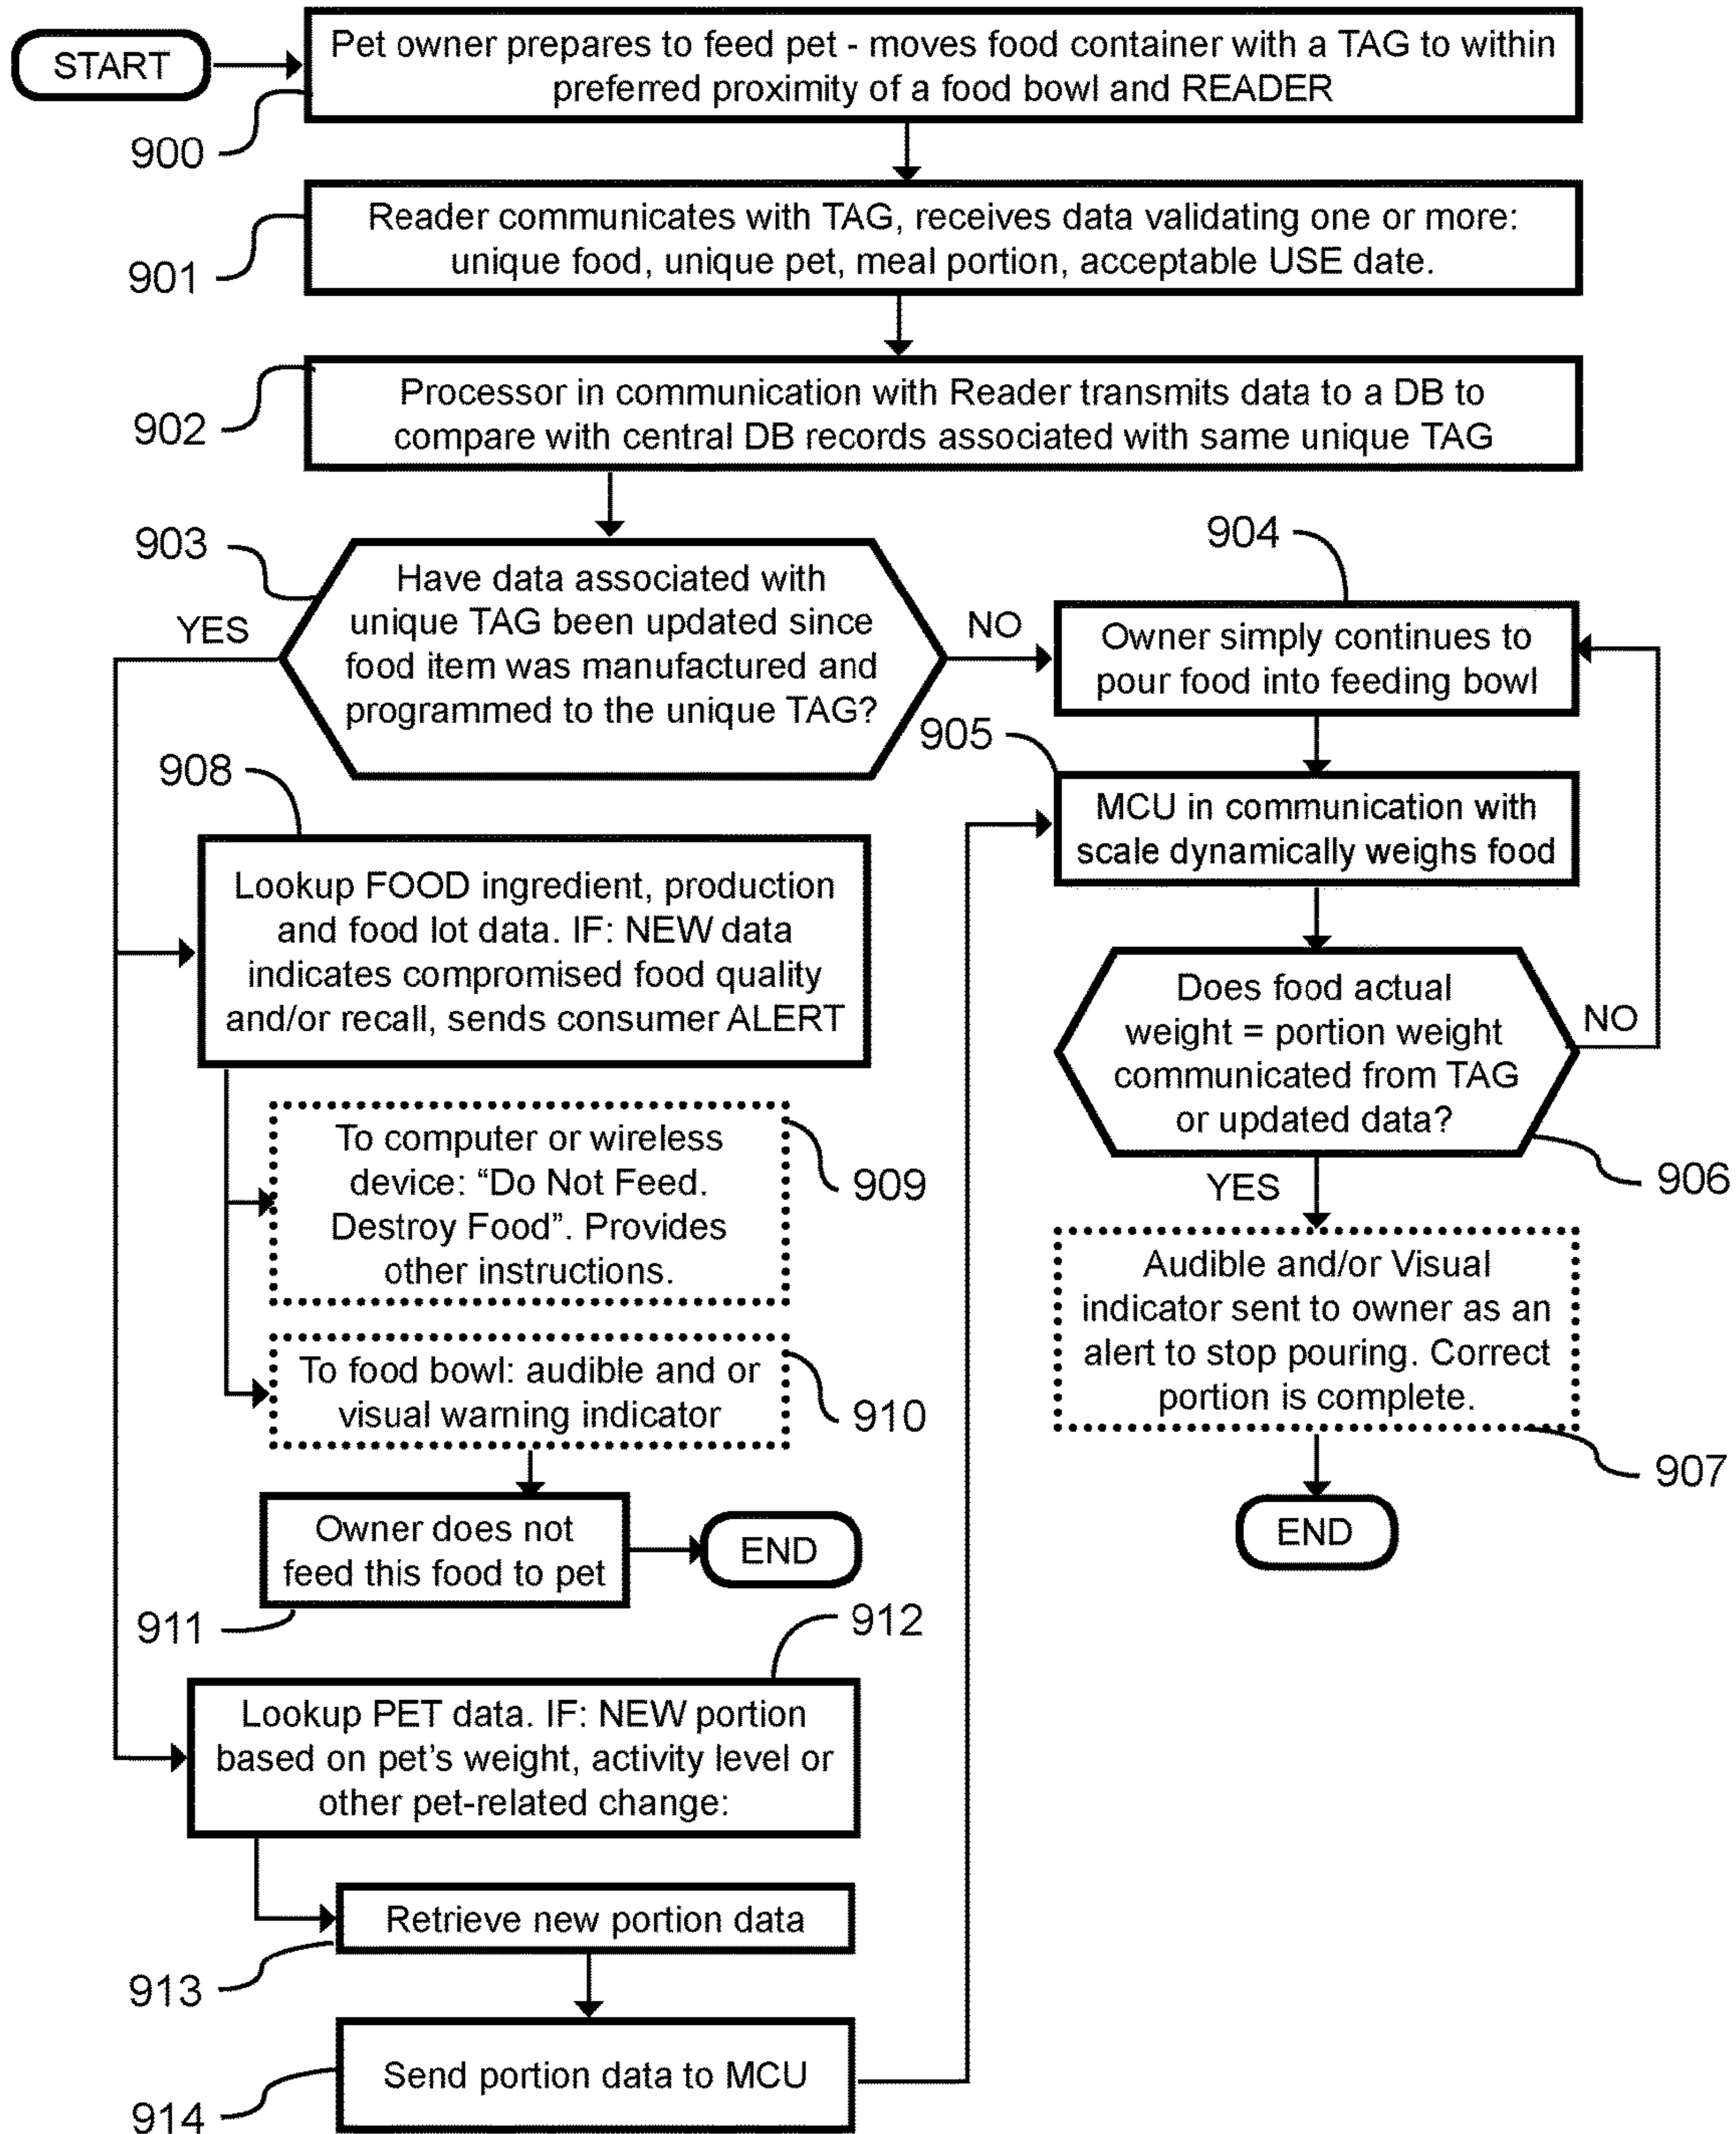 START
Pet owner prepares to feed pet - moves food container with a TAG to within
preferred proximity of a food bowl and READER
900
Reader communicates with TAG, receives data validating one or more:
unique food, unique pet, meal portion, acceptable USE date.
901
Processor in communication with Reader transmits data to a DB to
compare with central DB records associated with same unique TAG
902
903
Have data associated with
unique TAG been updated since
food item was manufactured and
programmed to the unique TAG?
YES
NO
904
Owner simply continues to
pour food into feeding bowl
905
MCU in communication with
scale dynamically weighs food
Does food actual
weight = portion weight
communicated from TAG
or updated data?
NO
906
YES
Audible and/or Visual
indicator sent to owner as an
alert to stop pouring. Correct
portion is complete.
907
END
908
Lookup FOOD ingredient, production
and food lot data. IF: NEW data
indicates compromised food quality
and/or recall, sends consumer ALERT
To computer or wireless
device: “Do Not Feed.
Destroy Food”. Provides
other instructions.
909
To food bowl: audible and or
visual warning indicator
910
Owner does not
feed this food to pet
END
911
912
Lookup PET data. IF: NEW portion
based on pet’s weight, activity level or
other pet-related change:
Retrieve new portion data
913
Send portion data to MCU
914